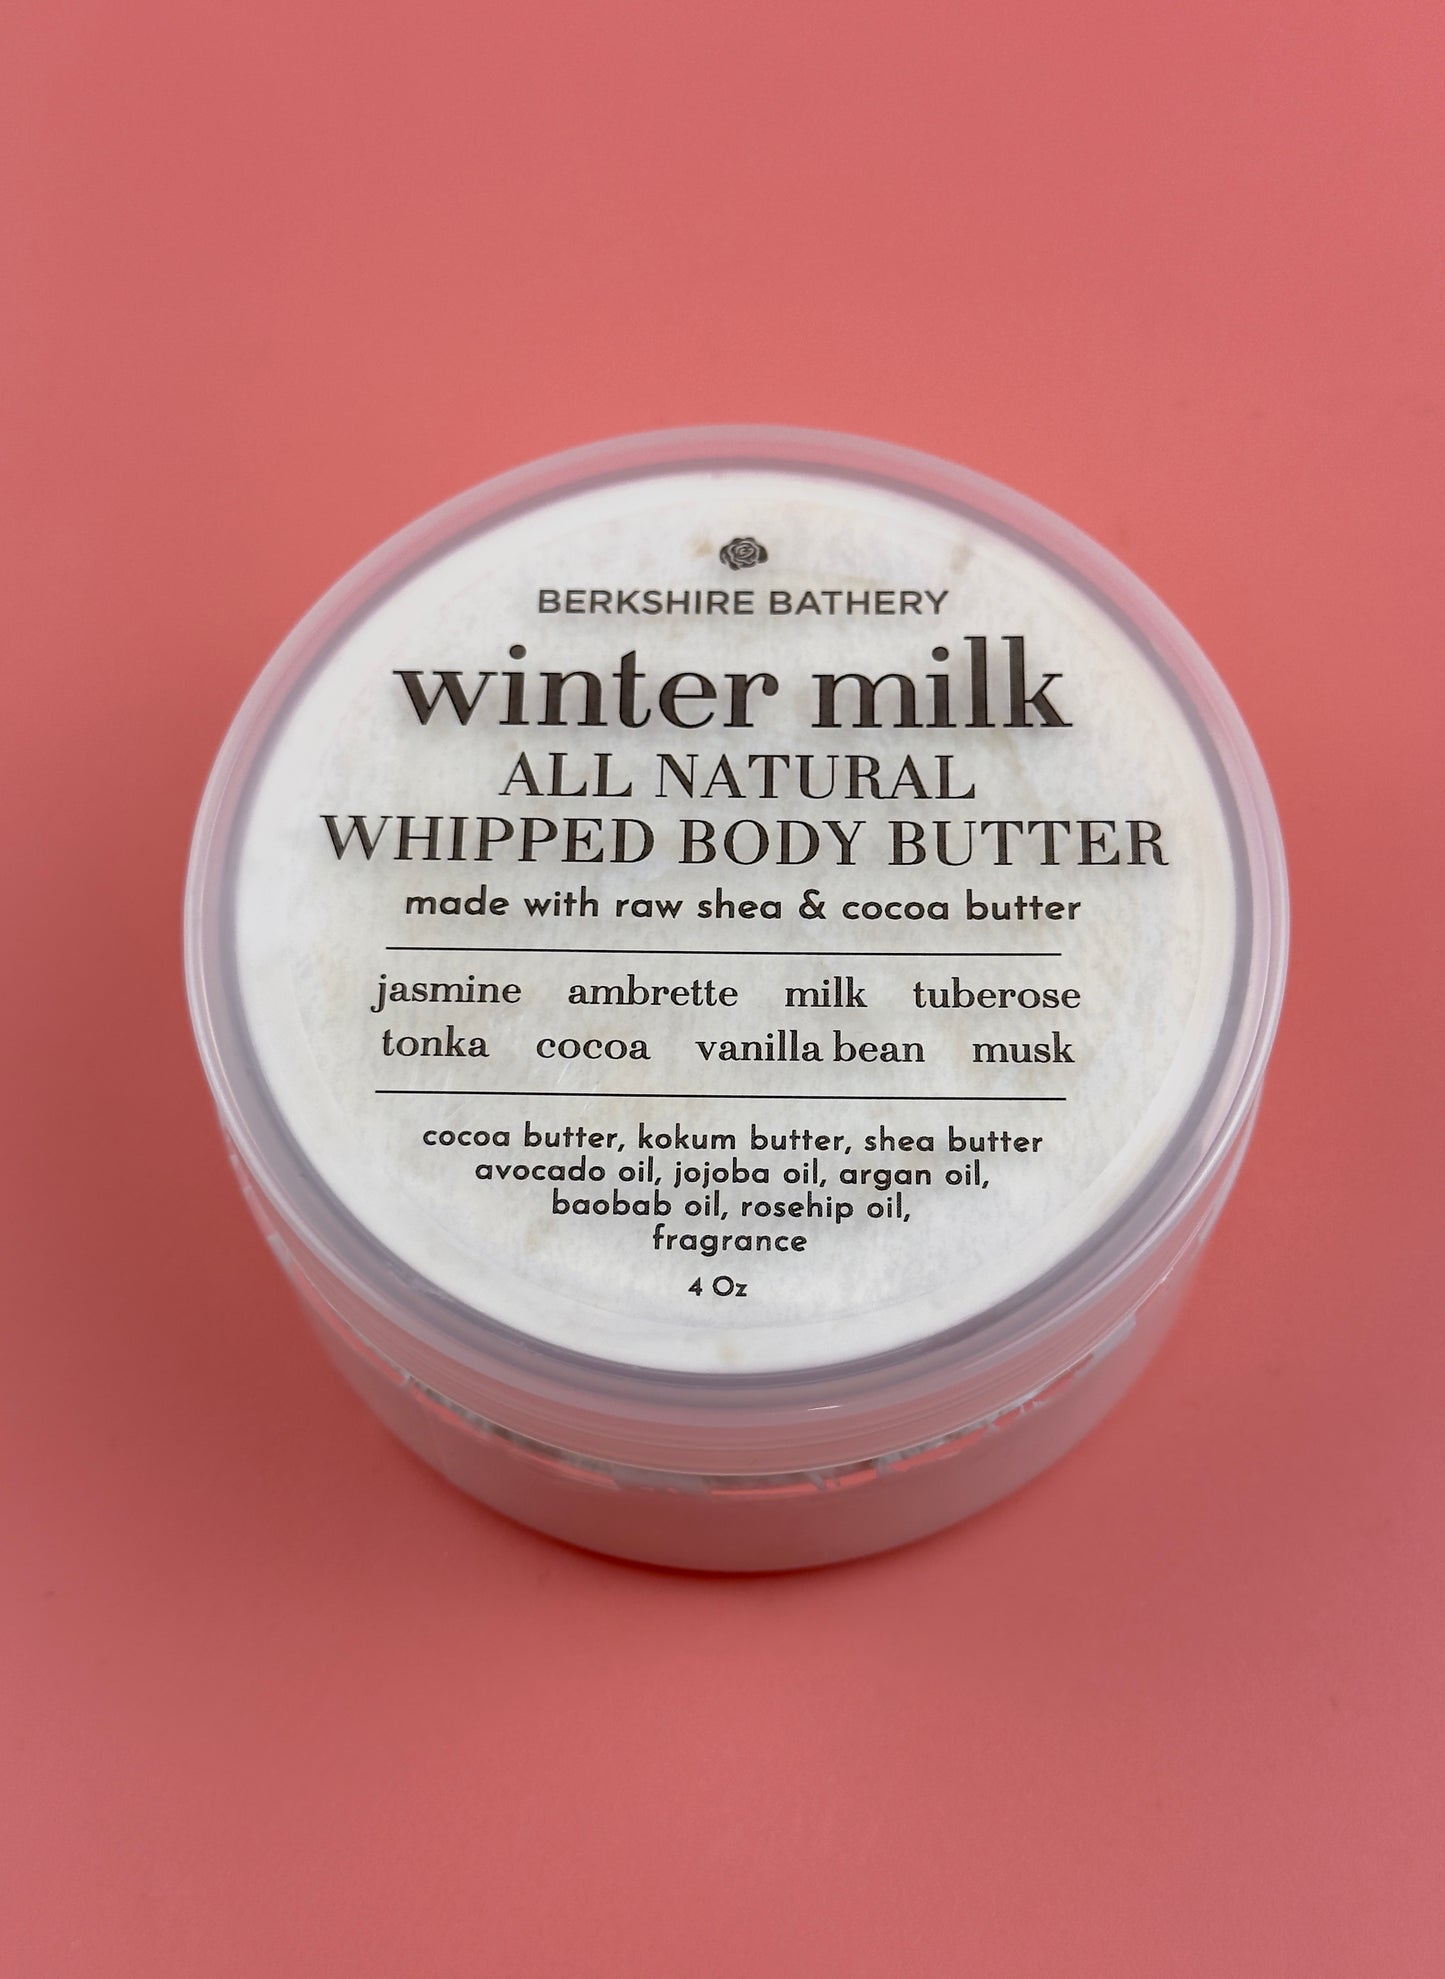 BERKSHIRE BATHERY
winter milk
ALL NATURAL
WHIPPED BODY BUTTER
made with raw shea & cocoa butter
jasmine ambrette milk tuberose
tonka cocoa vanilla bean musk
cocoa butter, kokum butter, shea butter
avocado oil, jojoba oil, argan oil,
baobab oil, rosehip oil,
fragrance
4 Oz